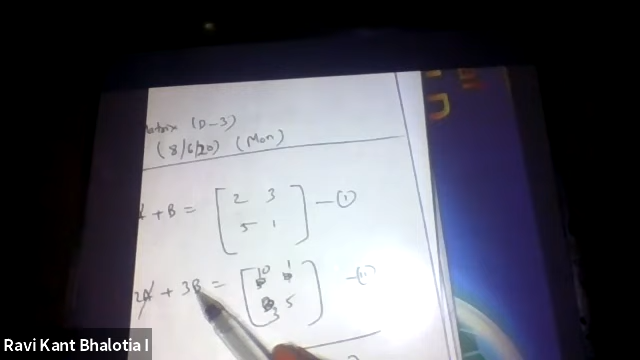 Matrix (D-3)
(8/6/20) (Mon)
A + B = [ 2 3 - (i)
5 1 ]
2A + 3B = [ 10 1 - (ii)
3 5 ]
Ravi Kant Bhalotia I